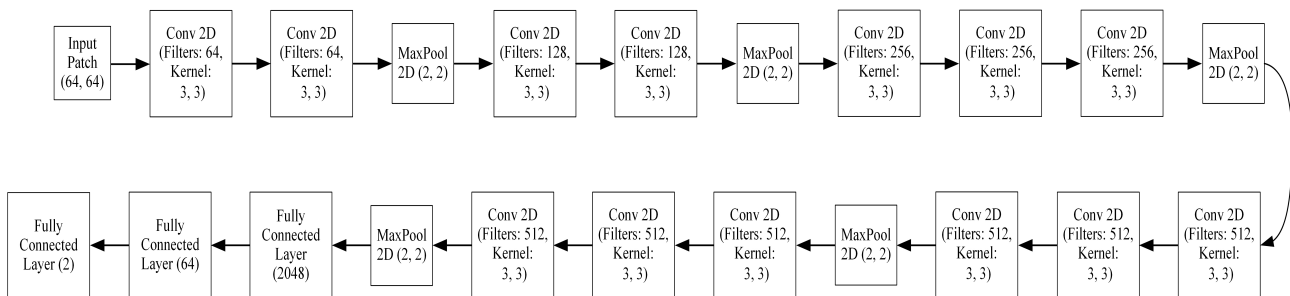 Input
Patch
(64, 64)
Conv 2D
(Filters: 64,
Kernel:
3, 3)
Conv 2D
(Filters: 64,
Kernel:
3, 3)
MaxPool
2D (2, 2)
Conv 2D
(Filters: 128,
Kernel:
3, 3)
Conv 2D
(Filters: 128,
Kernel:
3, 3)
MaxPool
2D (2, 2)
Conv 2D
(Filters: 256,
Kernel:
3, 3)
Conv 2D
(Filters: 256,
Kernel:
3, 3)
Conv 2D
(Filters: 256,
Kernel:
3, 3)
MaxPool
2D (2, 2)
Conv 2D
(Filters: 512,
Kernel:
3, 3)
Conv 2D
(Filters: 512,
Kernel:
3, 3)
Conv 2D
(Filters: 512,
Kernel:
3, 3)
MaxPool
2D (2, 2)
Conv 2D
(Filters: 512,
Kernel:
3, 3)
Conv 2D
(Filters: 512,
Kernel:
3, 3)
Conv 2D
(Filters: 512,
Kernel:
3, 3)
MaxPool
2D (2, 2)
Fully
Connected
Layer
(2048)
Fully
Connected
Layer (64)
Fully
Connected
Layer (2)